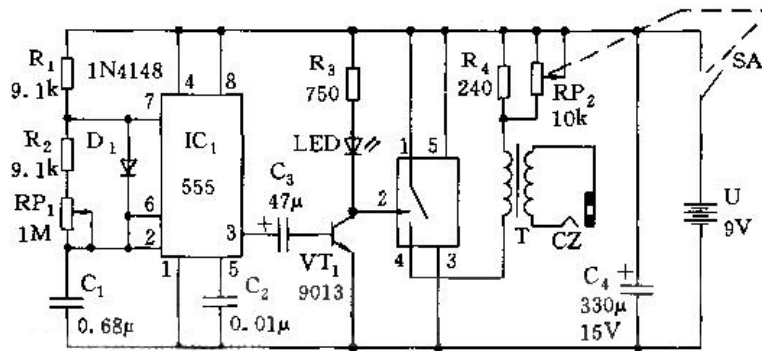 R1
9.1k
R2
9.1k
RP1
1M
C1
0.68μ
1N4148
D1
4
8
7
6
2
3
1
5
IC1
555
C2
0.01μ
C3
+
47μ
R3
750
LED
VT1
9013
1
5
2
4
3
R4
240
RP2
10k
T
CZ
SA
U
9V
C4
+
330μ
15V